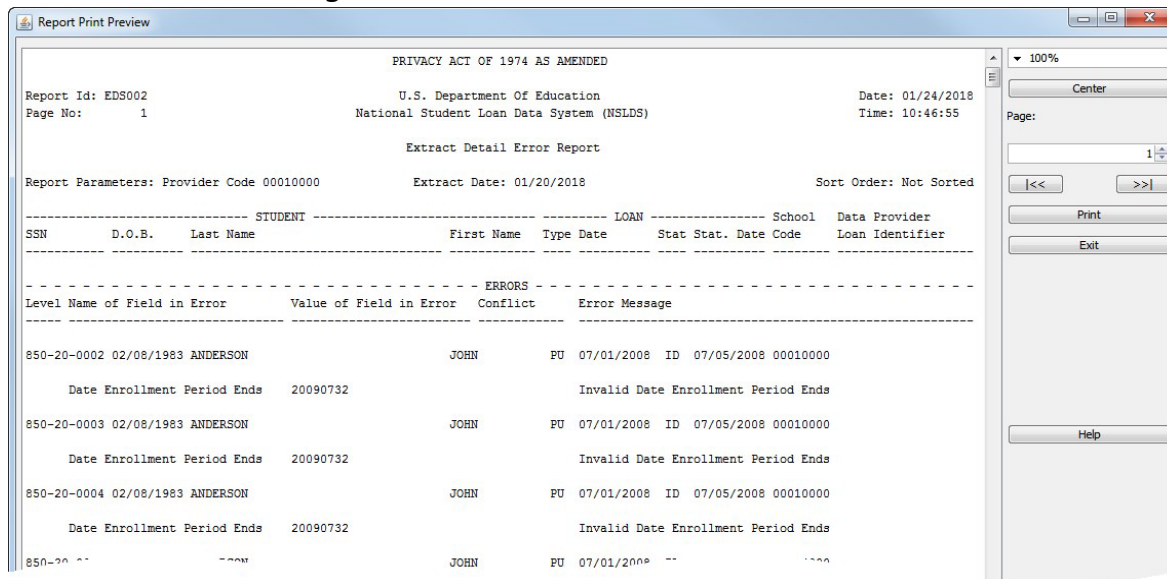 Report Print Preview
PRIVACY ACT OF 1974 AS AMENDED
Report Id: EDS002 U.S. Department Of Education Date: 01/24/2018
Page No: 1 National Student Loan Data System (NSLDS) Time: 10:46:55
Extract Detail Error Report
Report Parameters: Provider Code 00010000 Extract Date: 01/20/2018 Sort Order: Not Sorted
------------------------------- STUDENT ------------------------------- --------- LOAN ---------------- School Data Provider
SSN D.O.B. Last Name First Name Type Date Stat Stat. Date Code Loan Identifier
- - - - - - - - - - - - - - - - - - - - - - - - - - - - - - - - ERRORS - - - - - - - - - - - - - - - - - - - - - - - - - - - - - - -
Level Name of Field in Error Value of Field in Error Conflict Error Message
850-20-0002 02/08/1983 ANDERSON JOHN PU 07/01/2008 ID 07/05/2008 00010000
Date Enrollment Period Ends 20090732 Invalid Date Enrollment Period Ends
850-20-0003 02/08/1983 ANDERSON JOHN PU 07/01/2008 ID 07/05/2008 00010000
Date Enrollment Period Ends 20090732 Invalid Date Enrollment Period Ends
850-20-0004 02/08/1983 ANDERSON JOHN PU 07/01/2008 ID 07/05/2008 00010000
Date Enrollment Period Ends 20090732 Invalid Date Enrollment Period Ends
JOHN PU
100%
Center
Page:
1
|<< >>|
Print
Exit
Help